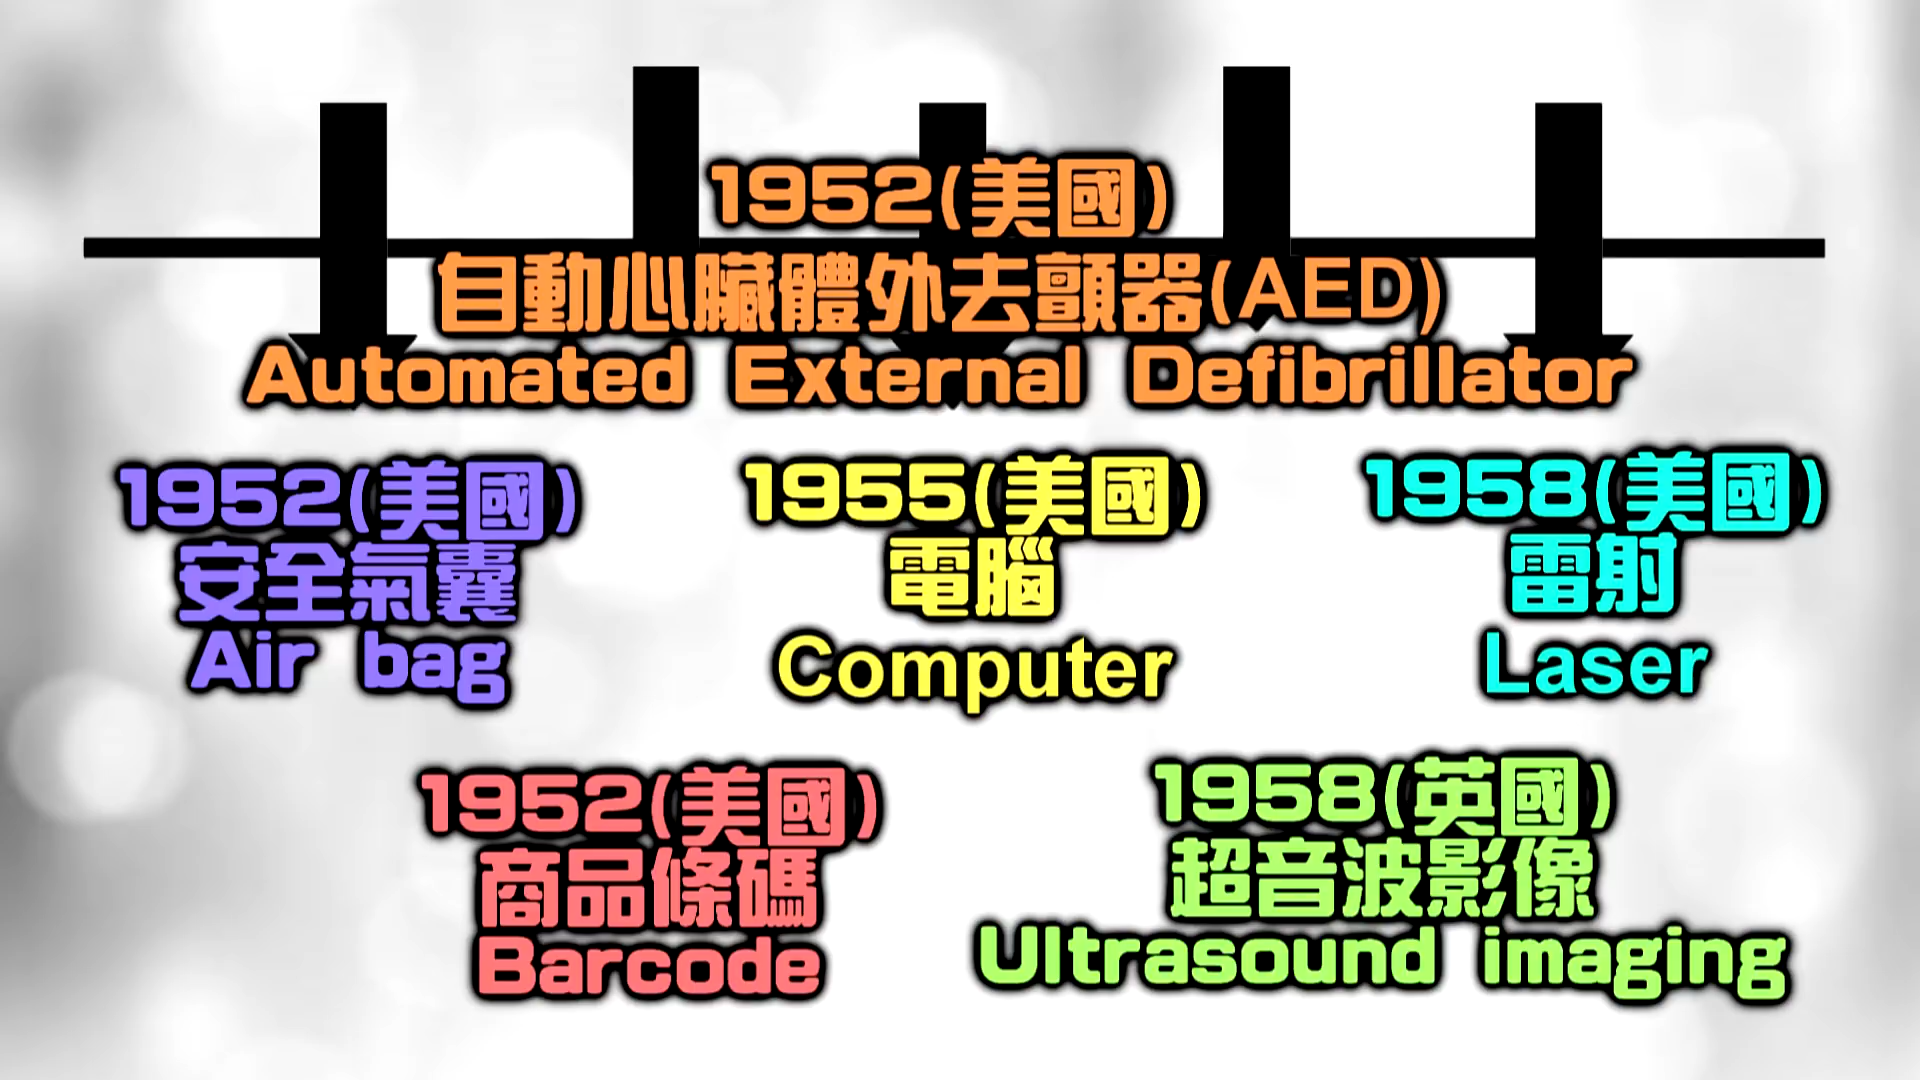 1952(美國)
自動心臟體外去顫器(AED)
Automated External Defibrillator
1952(美國)
安全氣囊
Air bag
1955(美國)
電腦
Computer
1958(美國)
雷射
Laser
1952(美國)
商品條碼
Barcode
1958(英國)
超音波影像
Ultrasound imaging